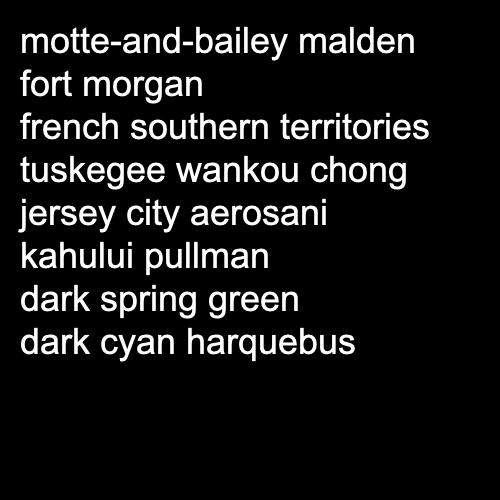 motte-and-bailey malden
fort morgan
french southern territories
tuskegee wankou chong
jersey city aerosani
kahului pullman
dark spring green
dark cyan harquebus